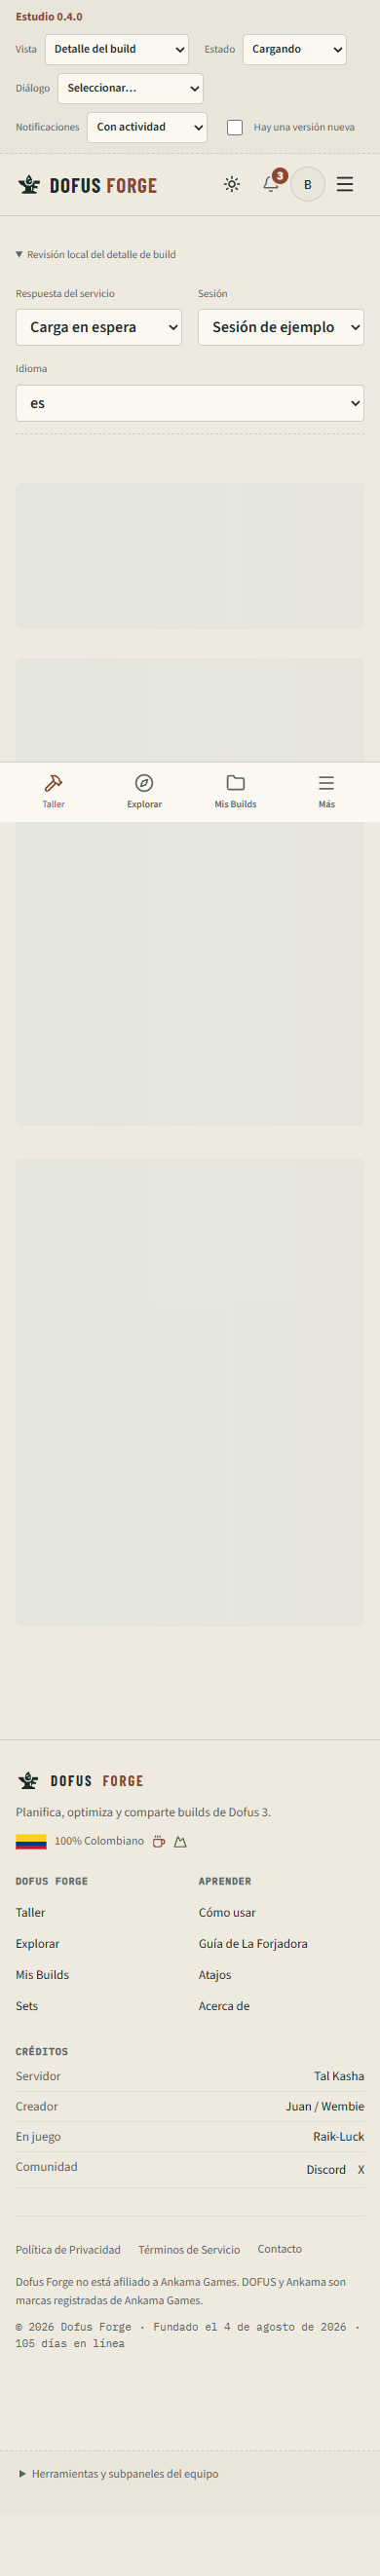 Estudio 0.4.0
Vista Detalle del build Estado Cargando
Diálogo Seleccionar...
Notificaciones Con actividad Hay una versión nueva
DOFUS FORGE 3 B
▼ Revisión local del detalle de build
Respuesta del servicio Sesión
Carga en espera Sesión de ejemplo
Idioma
es
Taller Explorar Mis Builds Más
DOFUS FORGE
Planifica, optimiza y comparte builds de Dofus 3.
100% Colombiano
DOFUS FORGE APRENDER
Taller Cómo usar
Explorar Guía de La Forjadora
Mis Builds Atajos
Sets Acerca de
CRÉDITOS
Servidor Tal Kasha
Creador Juan / Wembie
En juego Raik-Luck
Comunidad Discord X
Política de Privacidad Términos de Servicio Contacto
Dofus Forge no está afiliado a Ankama Games. DOFUS y Ankama son
marcas registradas de Ankama Games.
© 2026 Dofus Forge · Fundado el 4 de agosto de 2026 ·
105 días en línea
▶ Herramientas y subpaneles del equipo